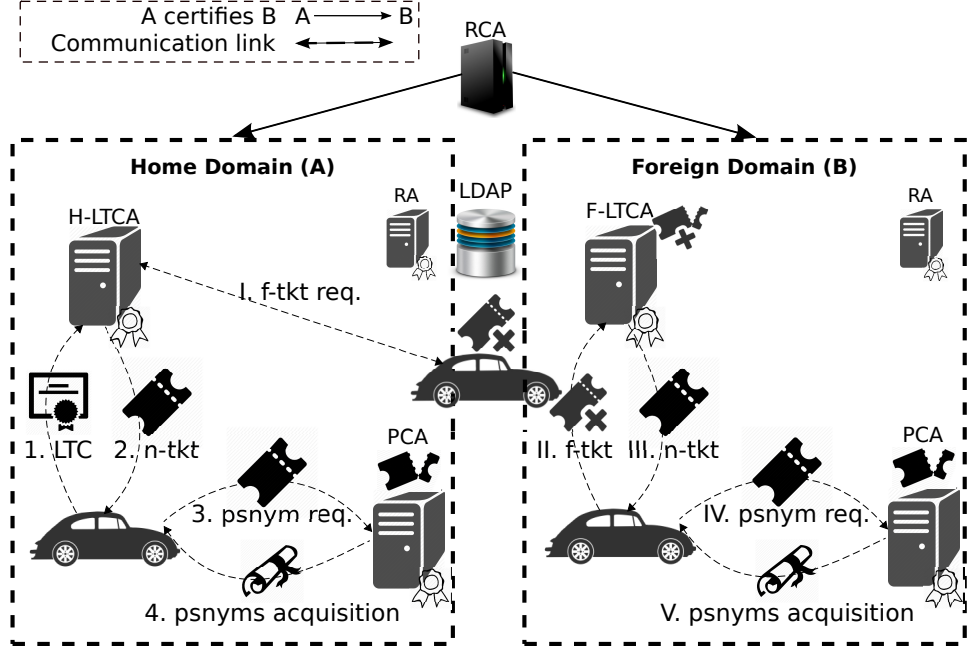 A certifies B A B
Communication link
RCA
Home Domain (A)
Foreign Domain (B)
H-LTCA
RA
LDAP
F-LTCA
RA
I. f-tkt req.
1. LTC
2. n-tkt
PCA
II. f-tkt
III. n-tkt
PCA
3. psnym req.
IV. psnym req.
4. psnyms acquisition
V. psnyms acquisition